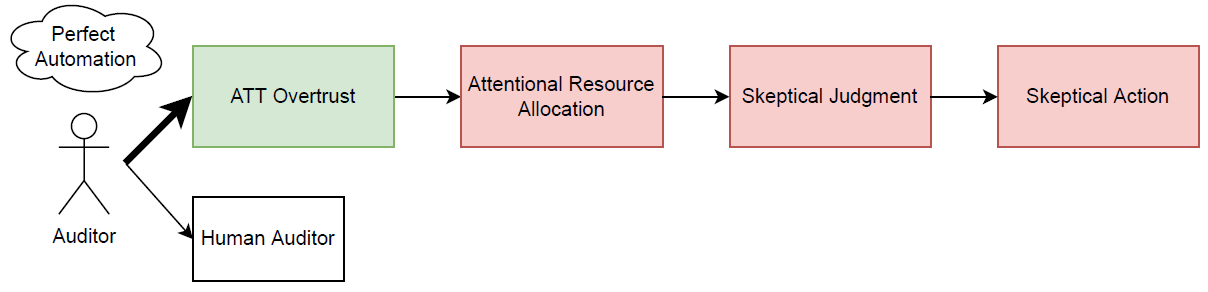 Perfect
Automation
ATT Overtrust
Attentional Resource
Allocation
Skeptical Judgment
Skeptical Action
Auditor
Human Auditor